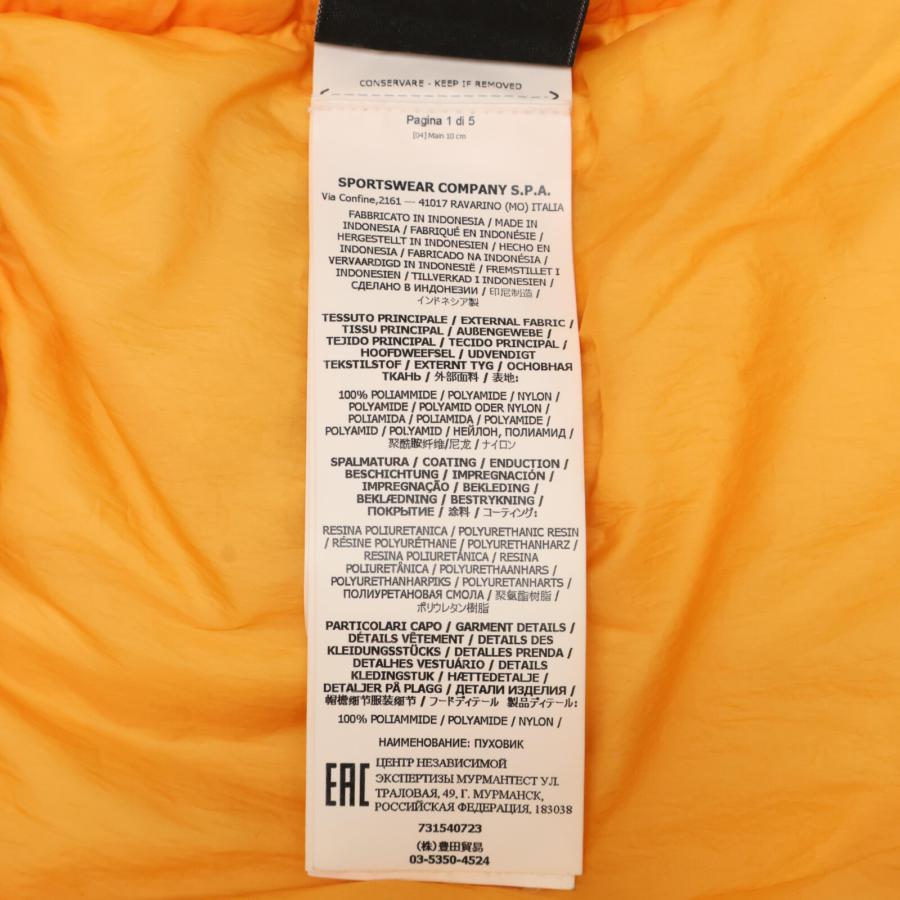 CONSERVARE - KEEP IF REMOVED
Pagina 1 di 5
[04] Main 10 cm
SPORTSWEAR COMPANY S.P.A.
Via Confine,2161 — 41017 RAVARINO (MO) ITALIA
FABBRICATO IN INDONESIA / MADE IN
INDONESIA / FABRIQUÉ EN INDONÉSIE /
HERGESTELLT IN INDONESIEN / HECHO EN
INDONESIA / FABRICADO NA INDONÉSIA /
VERVAARDIGD IN INDONESIË / FREMSTILLET I
INDONESIEN / TILLVERKAD I INDONESIEN /
СДЕЛАНО В ИНДОНЕЗИИ / 印尼制造 /
インドネシア製
TESSUTO PRINCIPALE / EXTERNAL FABRIC /
TISSU PRINCIPAL / AUßENGEWEBE /
TEJIDO PRINCIPAL / TECIDO PRINCIPAL /
HOOFDWEEFSEL / UDVENDIGT
TEKSTILSTOF / EXTERNT TYG / ОСНОВНАЯ
ТКАНЬ / 外部面料 / 表地:
100% POLIAMMIDE / POLYAMIDE / NYLON /
POLYAMIDE / POLYAMID ODER NYLON /
POLIAMIDA / POLIAMIDA / POLYAMIDE /
POLYAMID / POLYAMID / НЕЙЛОН, ПОЛИАМИД /
聚酰胺纤维/尼龙 / ナイロン
SPALMATURA / COATING / ENDUCTION /
BESCHICHTUNG / IMPREGNACIÓN /
IMPREGNAÇÃO / BEKLEDING /
BEKLÆDNING / BESTRYKNING /
ПОКРЫТИЕ / 涂料 / コーティング:
RESINA POLIURETANICA / POLYURETHANIC RESIN
/ RÉSINE POLYURÉTHANE / POLYURETHANHARZ /
RESINA POLIURETÁNICA / RESINA
POLIURETÂNICA / POLYURETHAANHARS /
POLYURETHANHARPIKS / POLYURETANHARTS /
ПОЛИУРЕТАНОВАЯ СМОЛА / 聚氨酯树脂 /
ポリウレタン樹脂
PARTICOLARI CAPO / GARMENT DETAILS /
DÉTAILS VÊTEMENT / DETAILS DES
KLEIDUNGSSTÜCKS / DETALLES PRENDA /
DETALHES VESTUÁRIO / DETAILS
KLEDINGSTUK / HÆTTEDETALJE /
DETALJER PÅ PLAGG / ДЕТАЛИ ИЗДЕЛИЯ /
帽檐细节服装细节 / フードディテール 製品ディテール:
100% POLIAMMIDE / POLYAMIDE / NYLON /
НАИМЕНОВАНИЕ: ПУХОВИК
EAC
ЦЕНТР НЕЗАВИСИМОЙ
ЭКСПЕРТИЗЫ МУРМАНТЕСТ УЛ.
ТРАЛОВАЯ, 49, Г. МУРМАНСК,
РОССИЙСКАЯ ФЕДЕРАЦИЯ, 183038
731540723
(株)豊田貿易
03-5350-4524